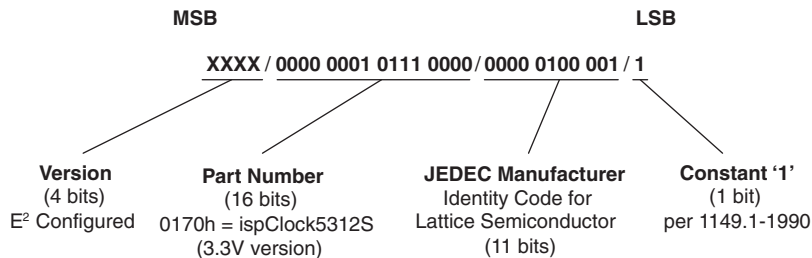 MSB LSB
XXXX / 0000 0001 0111 0000 / 0000 0100 001 / 1
Version
(4 bits)
E² Configured
Part Number
(16 bits)
0170h = ispClock5312S
(3.3V version)
JEDEC Manufacturer
Identity Code for
Lattice Semiconductor
(11 bits)
Constant ‘1’
(1 bit)
per 1149.1-1990